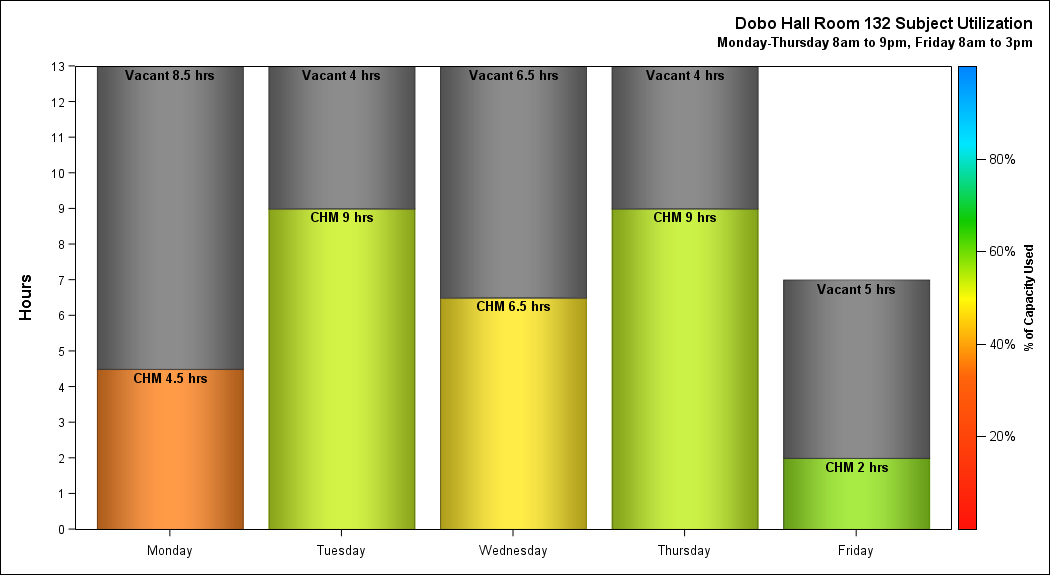 Dobo Hall Room 132 Subject Utilization
Monday-Thursday 8am to 9pm, Friday 8am to 3pm
Hours
13
12
11
10
9
8
7
6
5
4
3
2
1
0
Vacant 8.5 hrs
CHM 4.5 hrs
Vacant 4 hrs
CHM 9 hrs
Vacant 6.5 hrs
CHM 6.5 hrs
Vacant 4 hrs
CHM 9 hrs
Vacant 5 hrs
CHM 2 hrs
Monday
Tuesday
Wednesday
Thursday
Friday
80%
60%
40%
20%
% of Capacity Used